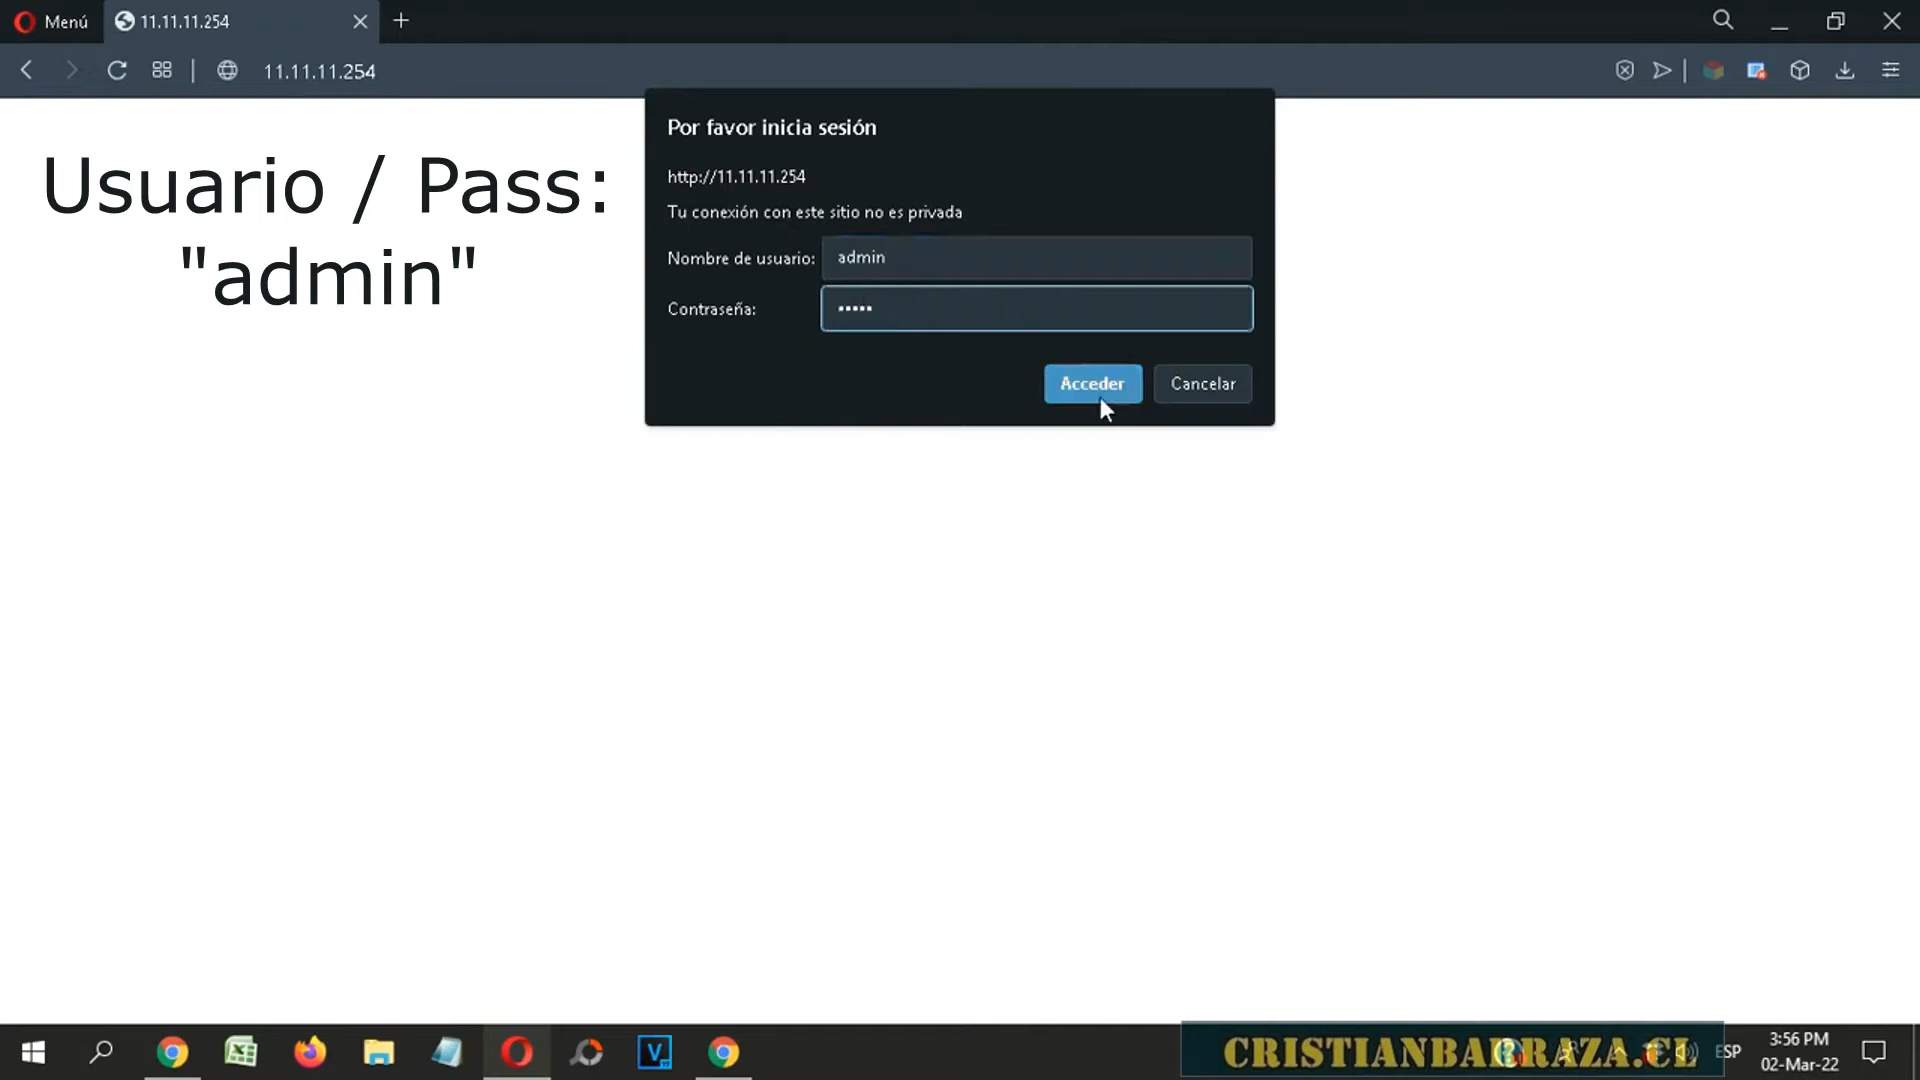 Menú
11.11.11.254
11.11.11.254
Usuario / Pass:
"admin"
Por favor inicia sesión
http://11.11.11.254
Tu conexión con este sitio no es privada
Nombre de usuario: admin
Contraseña: •••••
Acceder Cancelar
CRISTIANBARRAZA.CL
ESP
3:56 PM
02-Mar-22